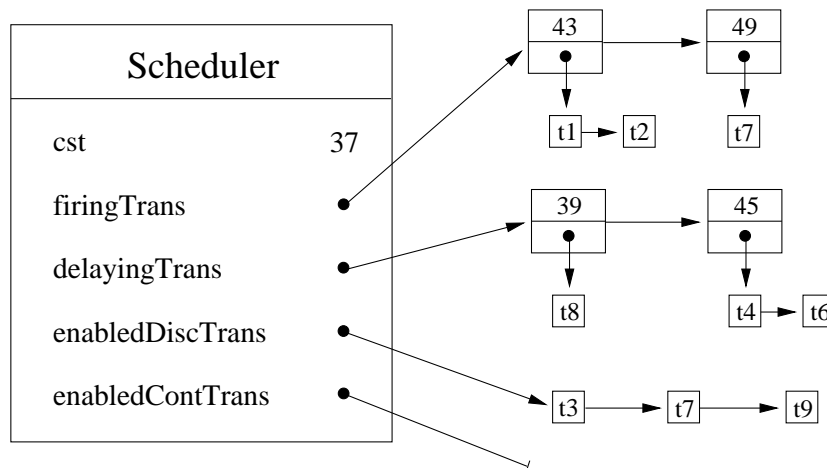 Scheduler
cst 37
firingTrans
delayingTrans
enabledDiscTrans
enabledContTrans
43 49
t1 t2 t7
39 45
t8 t4 t6
t3 t7 t9